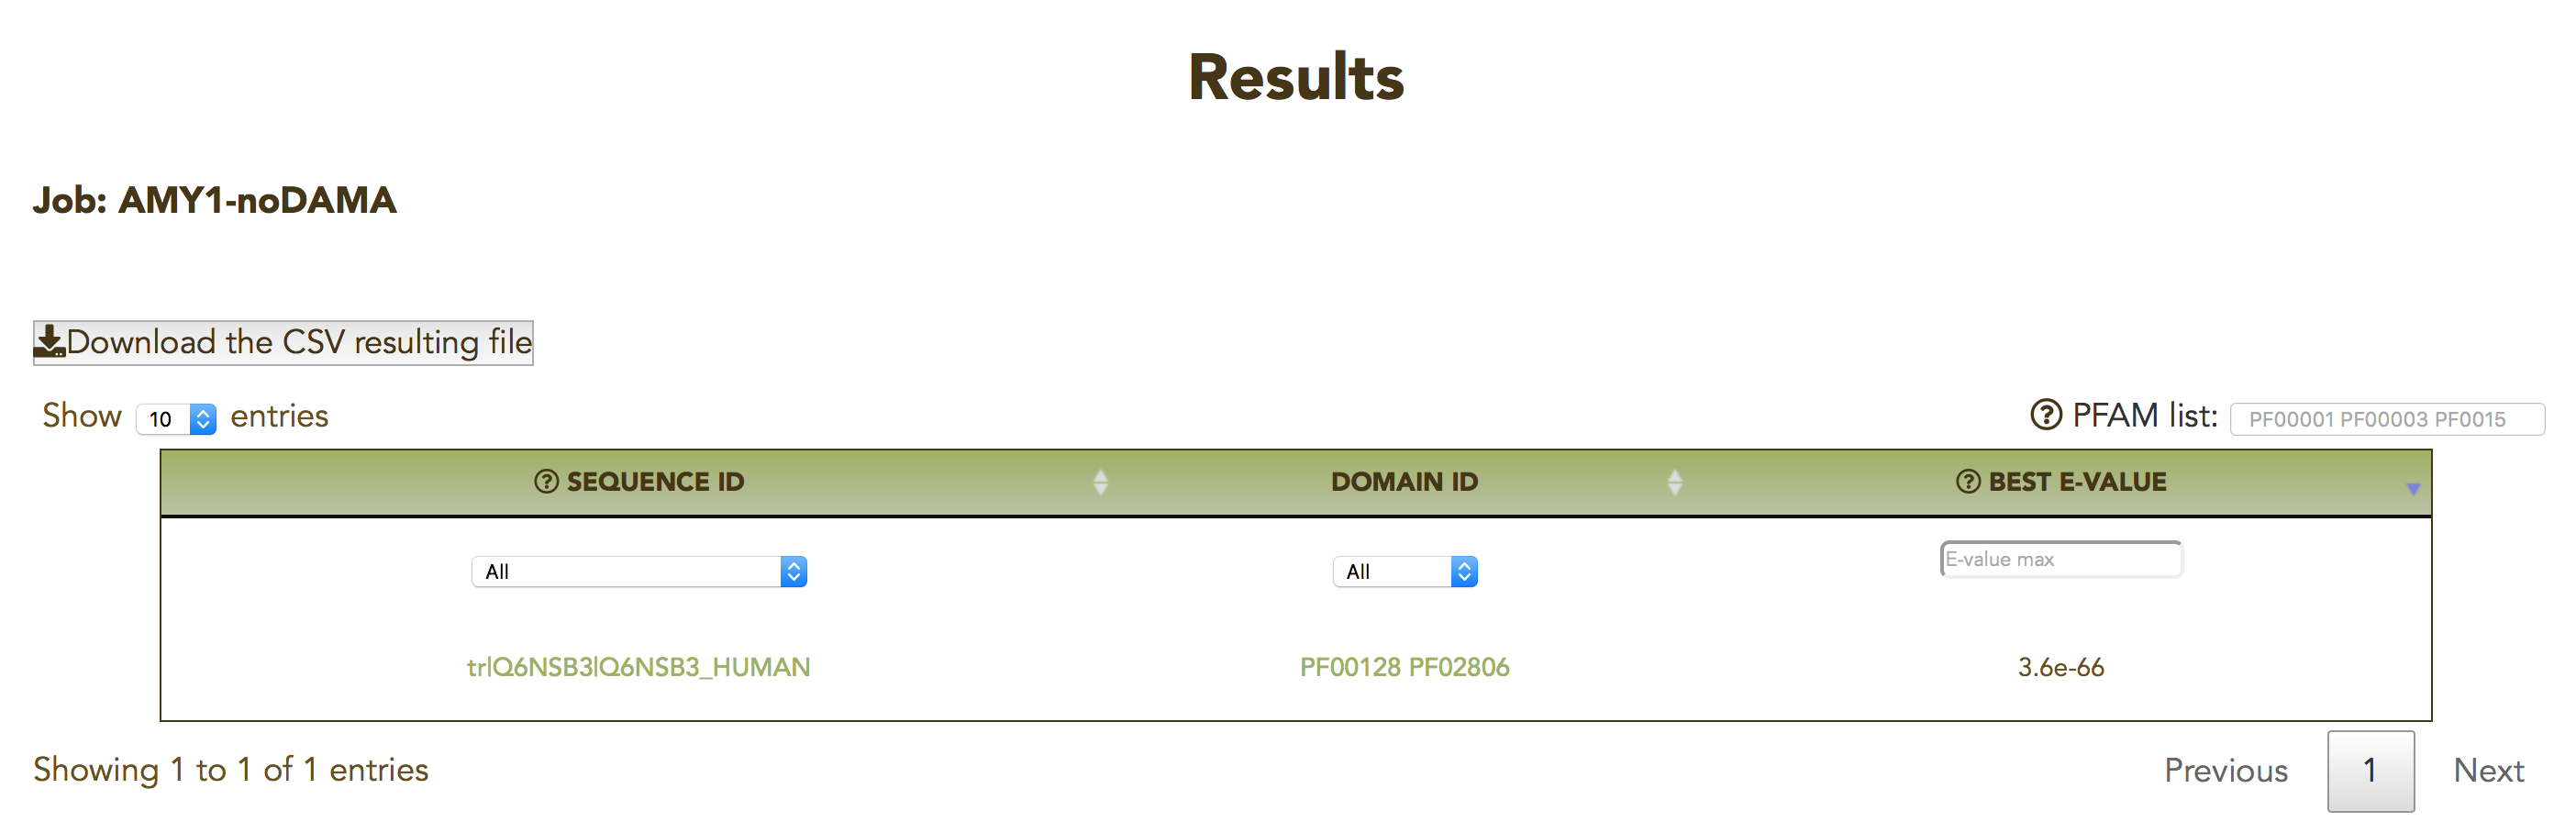 Results
Job: AMY1-noDAMA
Download the CSV resulting file
Show 10 entries
? PFAM list: PF00001 PF00003 PF0015
? SEQUENCE ID DOMAIN ID ? BEST E-VALUE
All All E-value max
tr|Q6NSB3|Q6NSB3_HUMAN PF00128 PF02806 3.6e-66
Showing 1 to 1 of 1 entries
Previous 1 Next